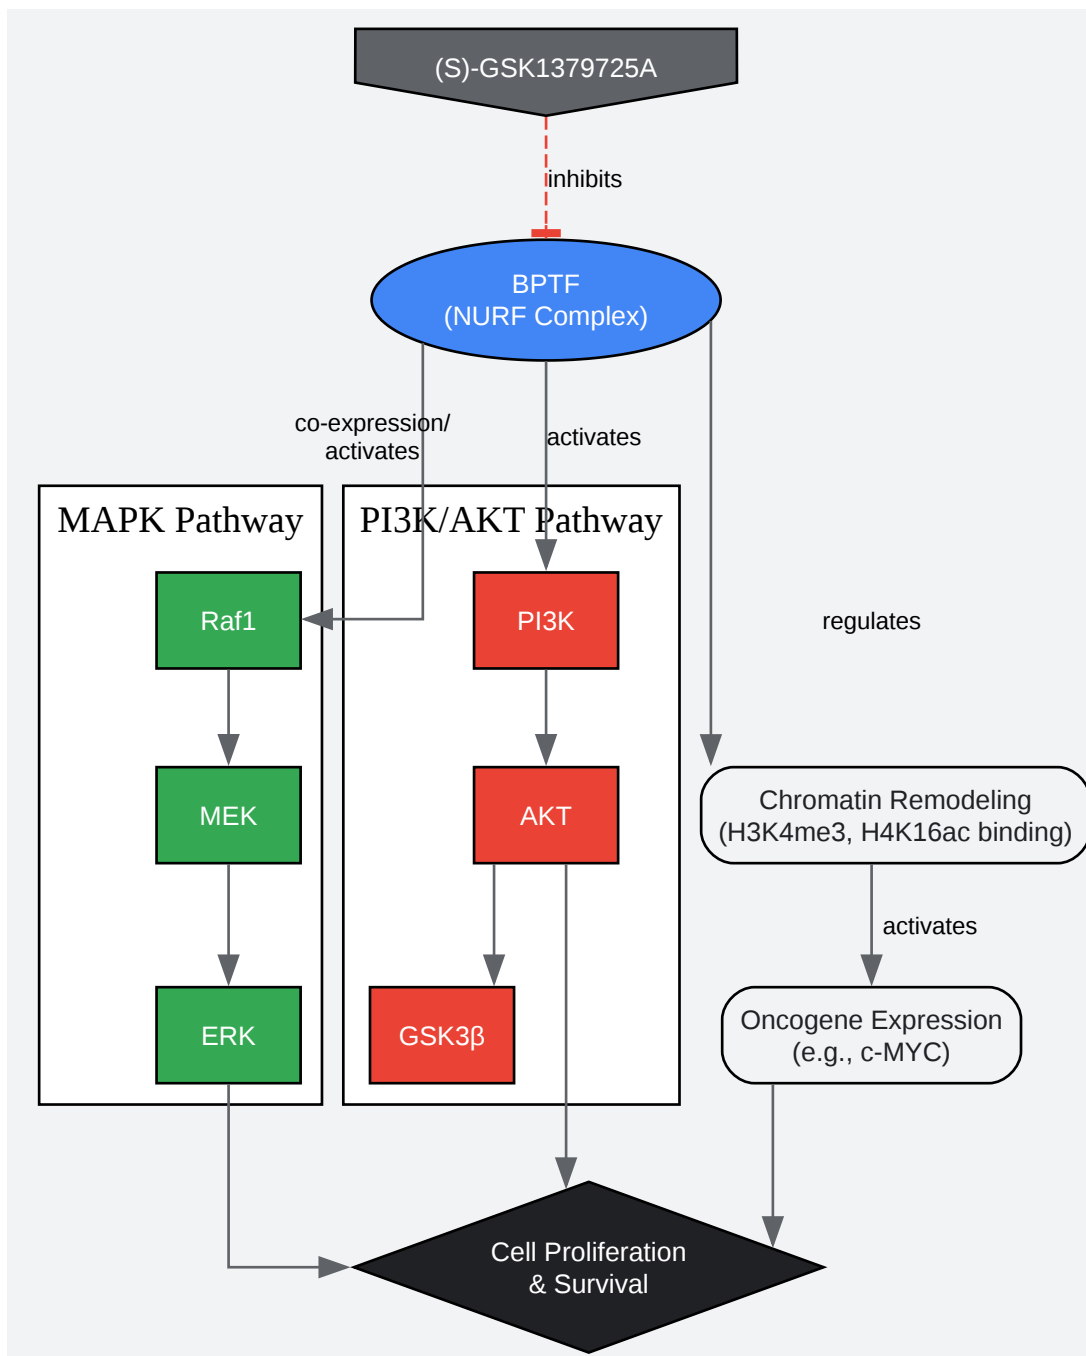 (S)-GSK1379725A
inhibits
BPTF
(NURF Complex)
co-expression/
activates
activates
MAPK Pathway
PI3K/AKT Pathway
Raf1
PI3K
regulates
MEK
AKT
Chromatin Remodeling
(H3K4me3, H4K16ac binding)
activates
ERK
GSK3β
Oncogene Expression
(e.g., c-MYC)
Cell Proliferation
& Survival